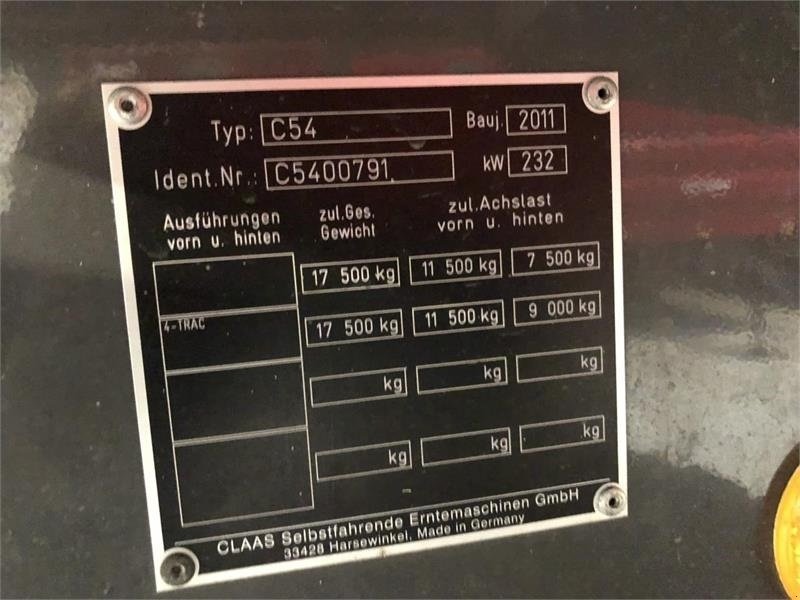 Typ: C54 Bauj. 2011
Ident.Nr.: C5400791 kW 232
Ausführungen vorn u. hinten
zul.Ges. Gewicht
zul.Achslast vorn u. hinten
17 500 kg 11 500 kg 7 500 kg
4-TRAC 17 500 kg 11 500 kg 9 000 kg
kg kg kg
kg kg kg
CLAAS Selbstfahrende Erntemaschinen GmbH
33428 Harsewinkel, Made in Germany